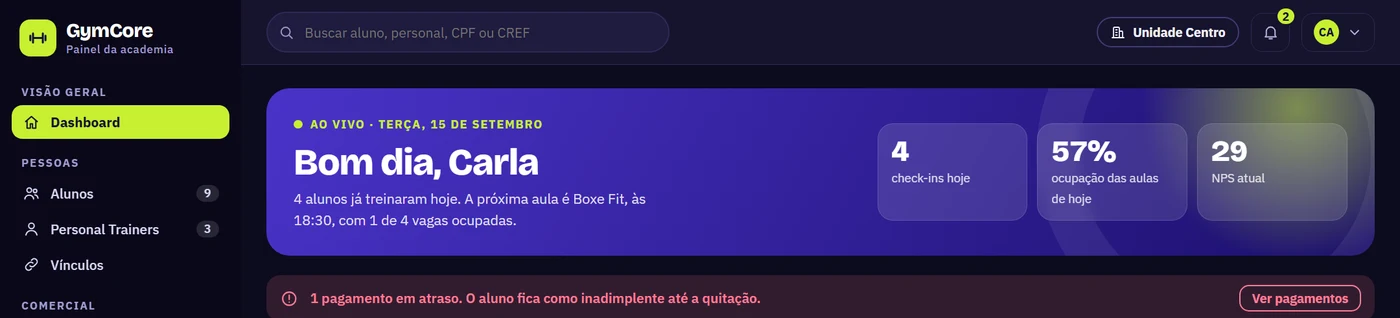 GymCore
Painel da academia
VISÃO GERAL
Dashboard
PESSOAS
Alunos 9
Personal Trainers 3
Vínculos
COMERCIAL
Buscar aluno, personal, CPF ou CREF
Unidade Centro
2
CA
AO VIVO · TERÇA, 15 DE SETEMBRO
Bom dia, Carla
4 alunos já treinaram hoje. A próxima aula é Boxe Fit, às
18:30, com 1 de 4 vagas ocupadas.
4
check-ins hoje
57%
ocupação das aulas
de hoje
29
NPS atual
1 pagamento em atraso. O aluno fica como inadimplente até a quitação.
Ver pagamentos